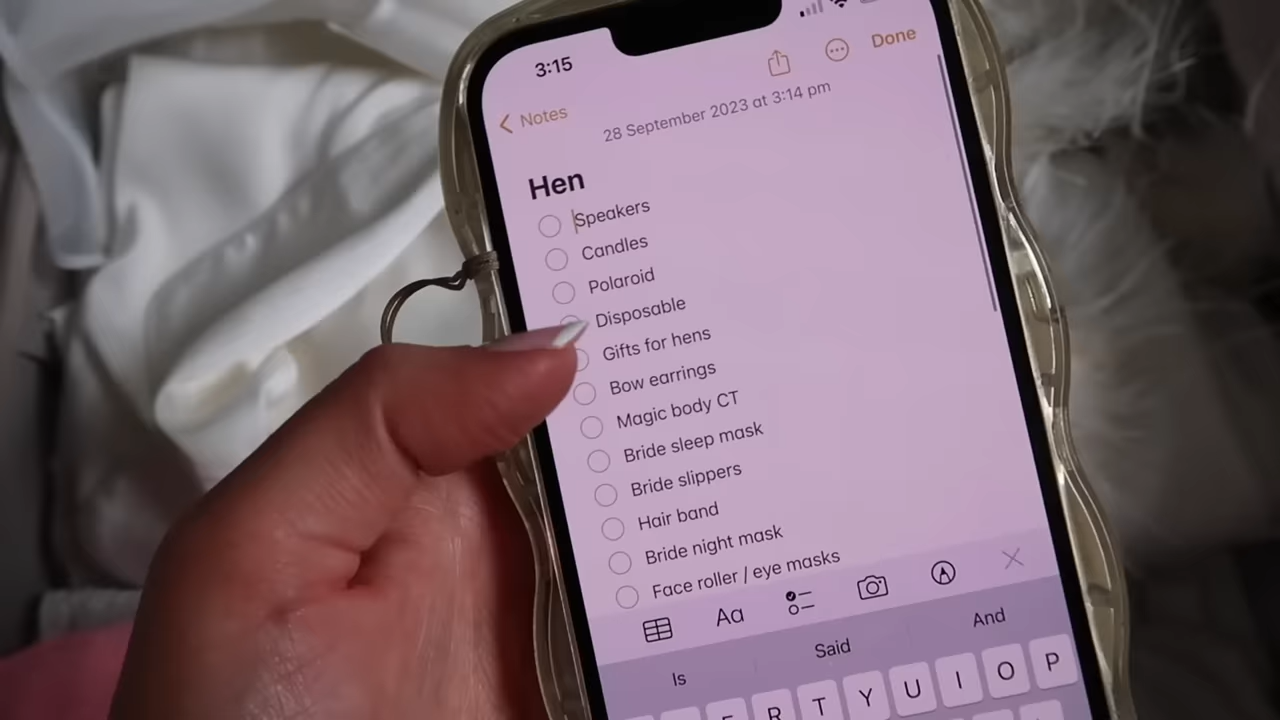 3:15
Done
Notes
28 September 2023 at 3:14 pm
Hen
Speakers
Candles
Polaroid
Disposable
Gifts for hens
Bow earrings
Magic body CT
Bride sleep mask
Bride slippers
Hair band
Bride night mask
Face roller / eye masks
Aa
Is Said And
R T Y U I O P